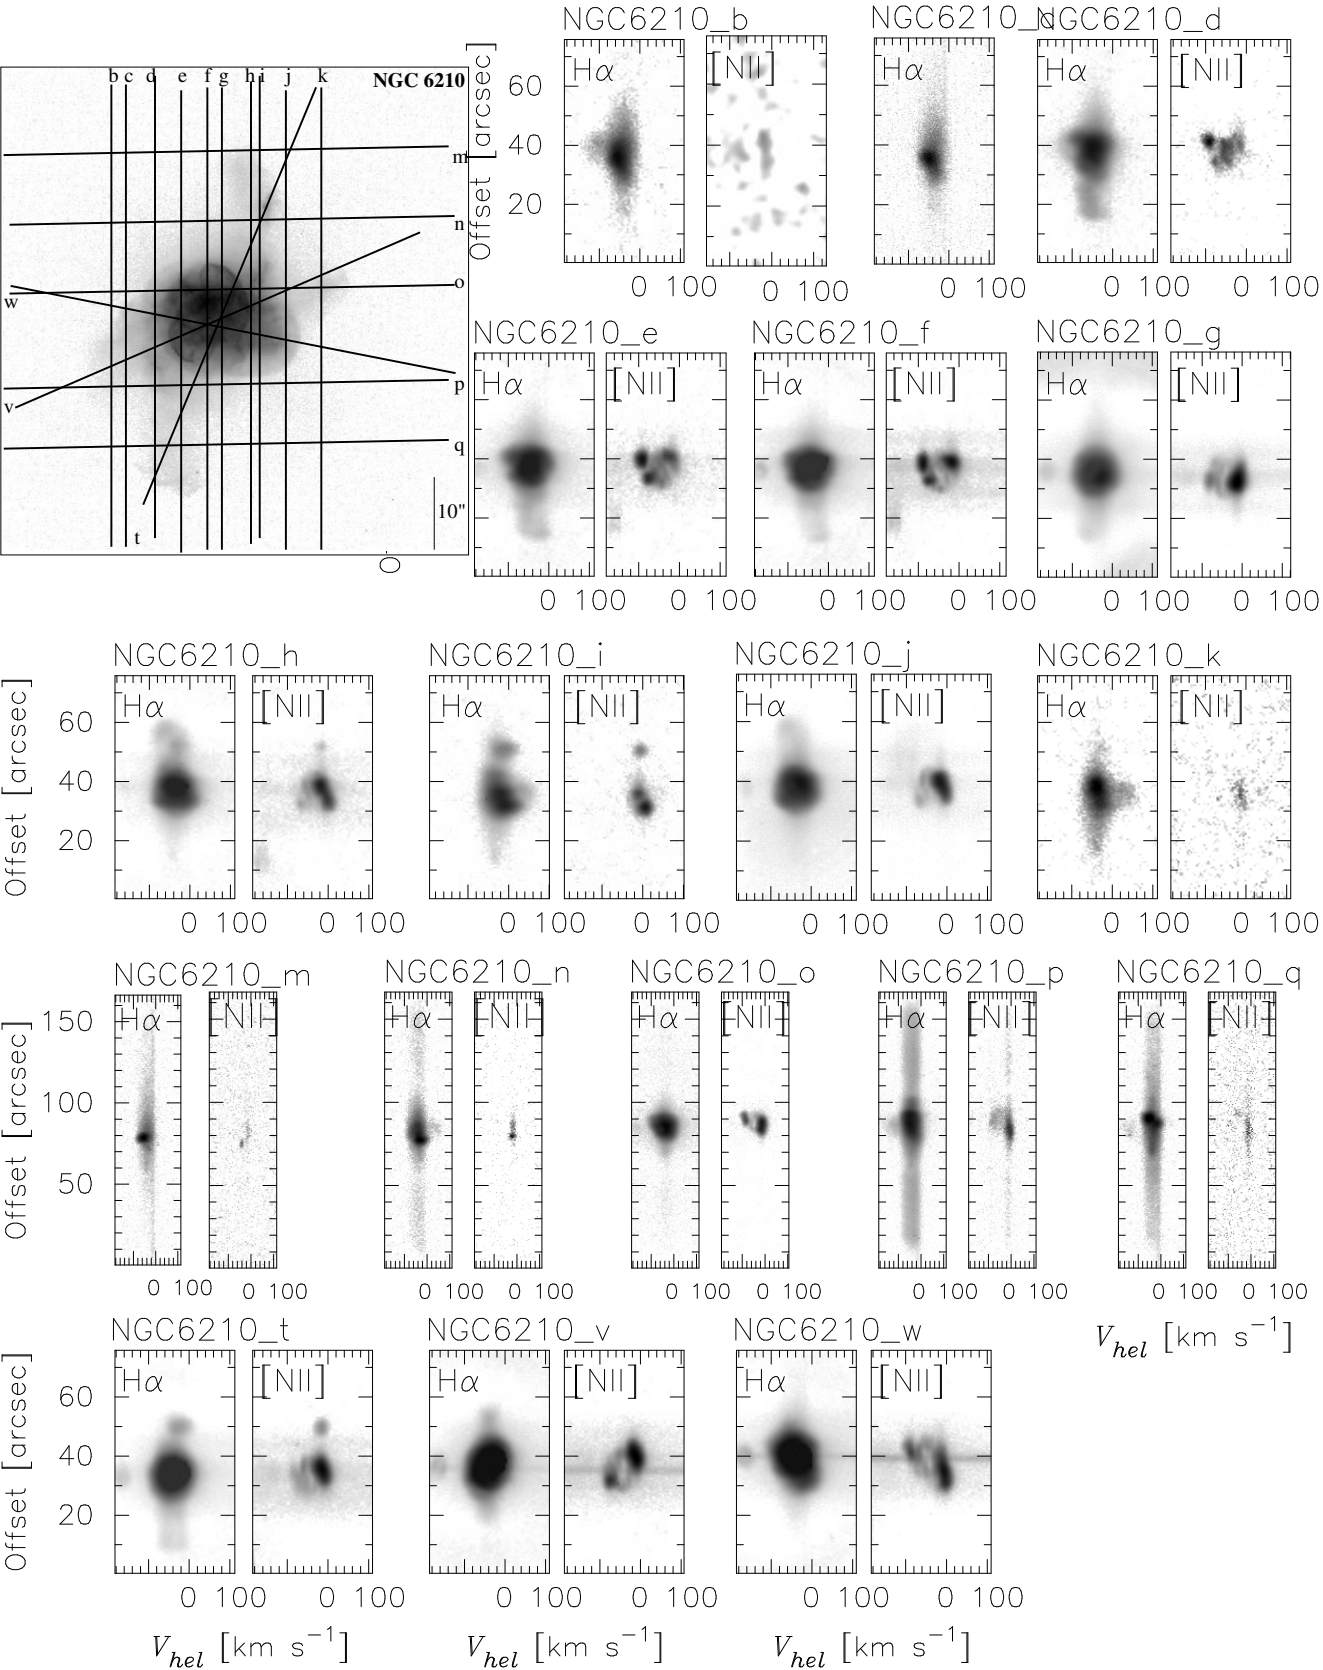 NGC6210_b NGC6210_c NGC6210_d
b c d e f g h i j k NGC 6210
Hα [NII] Hα Hα [NII]
m
n
o
w
p
v
q
t
10"
0
Offset [arcsec]
60
40
20
0 100 0 100 0 100 0 100 0 100
NGC6210_e NGC6210_f NGC6210_g
Hα [NII] Hα [NII] Hα [NII]
0 100 0 100 0 100 0 100 0 100 0 100
NGC6210_h NGC6210_i NGC6210_j NGC6210_k
Hα [NII] Hα [NII] Hα [NII] Hα [NII]
Offset [arcsec]
60
40
20
0 100 0 100 0 100 0 100 0 100 0 100 0 100 0 100
NGC6210_m NGC6210_n NGC6210_o NGC6210_p NGC6210_q
Hα [NII] Hα [NII] Hα [NII] Hα [NII] Hα [NII]
Offset [arcsec]
150
100
50
0 100 0 100 0 100 0 100 0 100 0 100 0 100 0 100 0 100 0 100
V_hel [km s⁻¹]
NGC6210_t NGC6210_v NGC6210_w
Hα [NII] Hα [NII] Hα [NII]
Offset [arcsec]
60
40
20
0 100 0 100 0 100 0 100 0 100 0 100
V_hel [km s⁻¹] V_hel [km s⁻¹] V_hel [km s⁻¹]